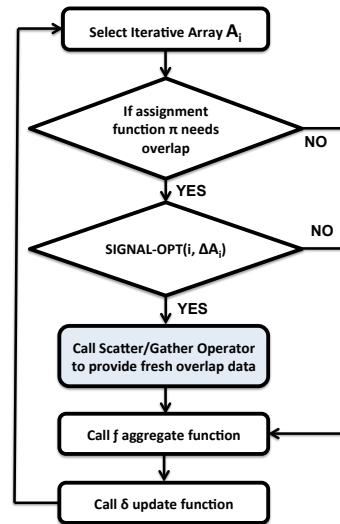 Select Iterative Array A_i
If assignment
function π needs
overlap
NO
YES
SIGNAL-OPT(i, ΔA_i)
NO
YES
Call Scatter/Gather Operator
to provide fresh overlap data
Call ƒ aggregate function
Call δ update function